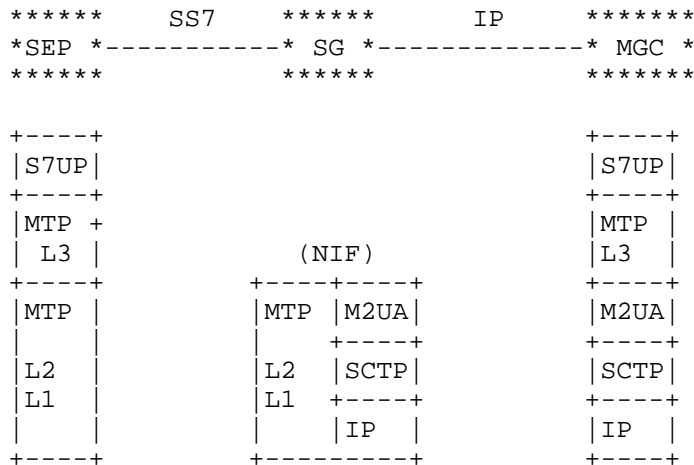 ******     SS7      ******       IP       *******
*SEP *-----------* SG *-------------* MGC *
******            ******                *******
+----+                                  +----+
|S7UP|                                  |S7UP|
+----+                                  +----+
|MTP +                                  |MTP |
| L3 |            (NIF)                 |L3  |
+----+         +----+----+              +----+
|MTP |         |MTP |M2UA|              |M2UA|
|    |         |    +----+              +----+
|L2  |         |L2  |SCTP|              |SCTP|
|L1  |         |L1  +----+              +----+
|    |         |    |IP  |              |IP  |
+----+         +---------+              +----+